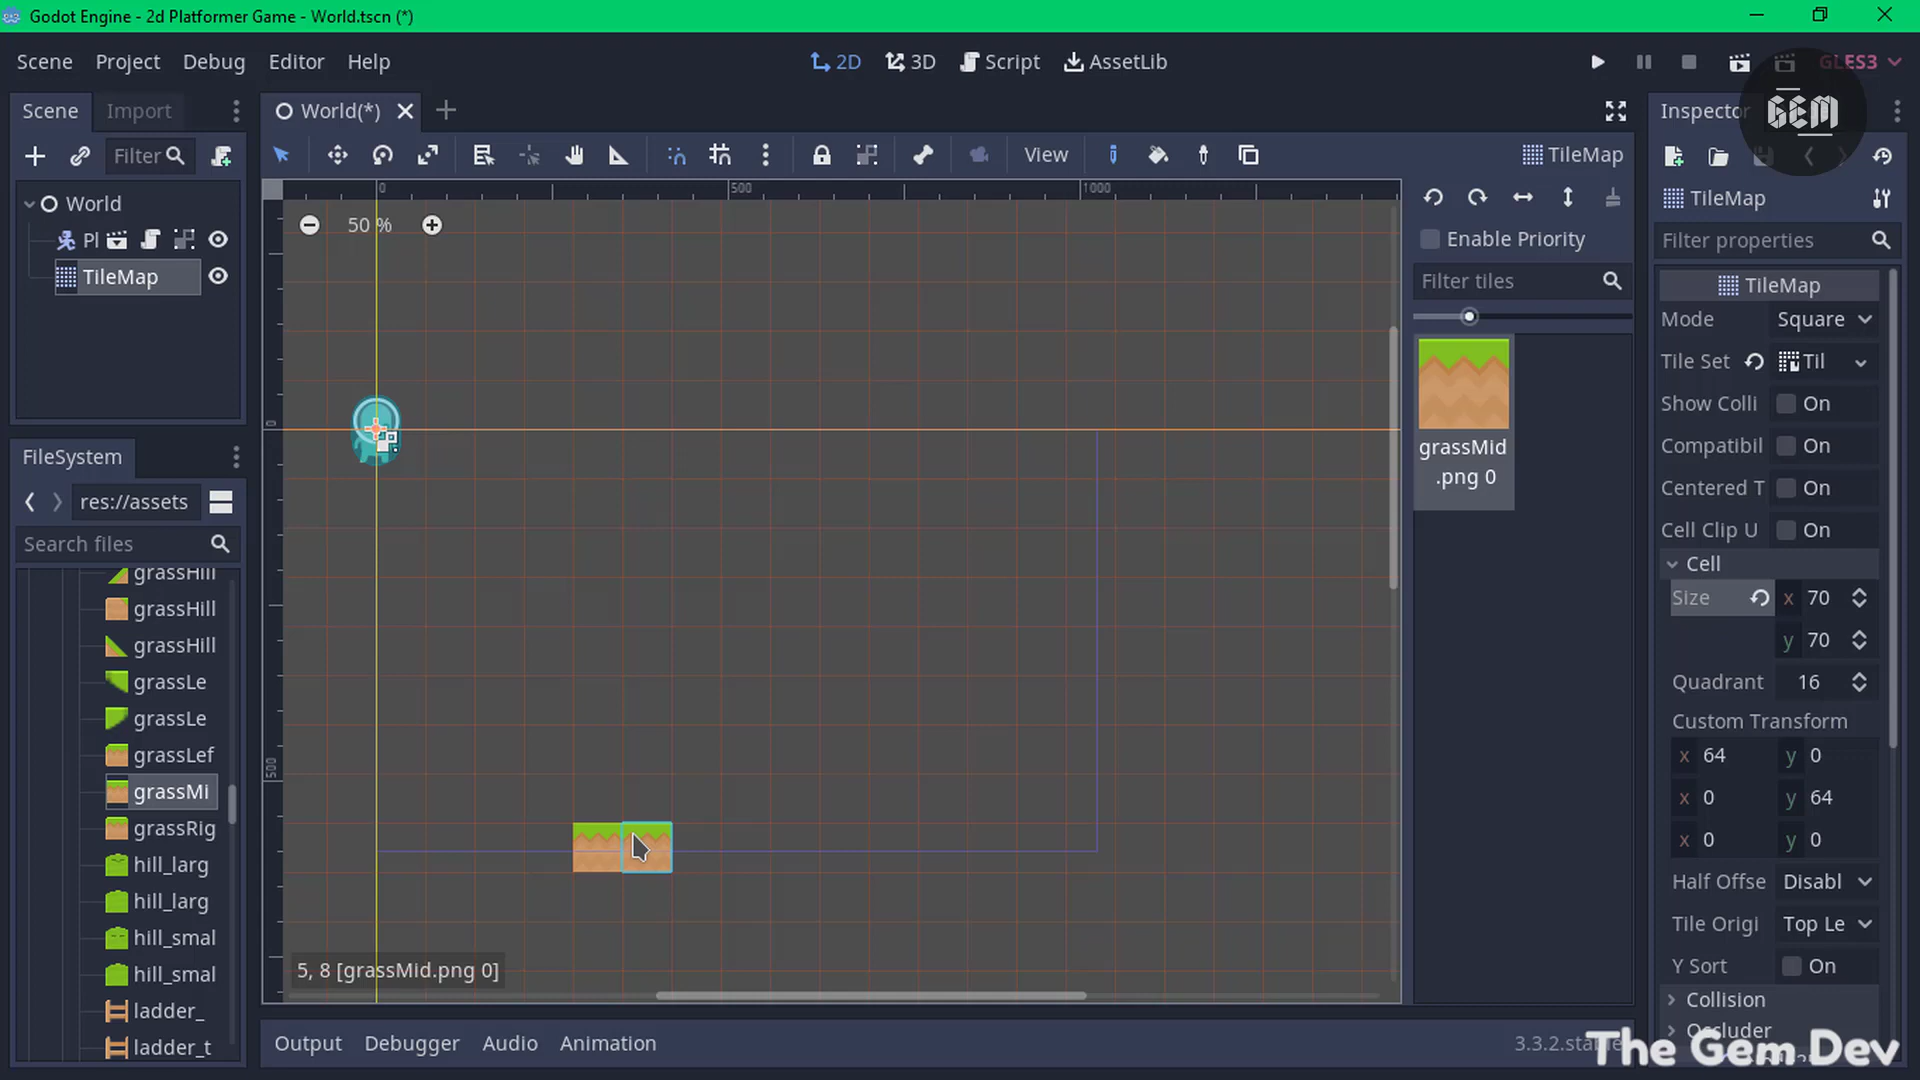 Godot Engine - 2d Platformer Game - World.tscn (*)
Scene Project Debug Editor Help
2D 3D Script AssetLib
GLES3
Scene Import
World(*)
Inspector
GEM
Filter
View
TileMap
World
Pl
TileMap
0 500 1000
50 %
0
500
Enable Priority
Filter tiles
grassMid
.png 0
TileMap
Filter properties
TileMap
Mode Square
Tile Set Til
Show Colli On
Compatibil On
Centered T On
Cell Clip U On
Cell
Size x 70
y 70
Quadrant 16
Custom Transform
x 64 y 0
x 0 y 64
x 0 y 0
Half Offse Disabl
Tile Origi Top Le
Y Sort On
Collision
Occluder
FileSystem
res://assets
Search files
grassHill
grassHill
grassHill
grassLe
grassLe
grassLef
grassMi
grassRig
hill_larg
hill_larg
hill_smal
hill_smal
ladder_
ladder_t
5, 8 [grassMid.png 0]
Output Debugger Audio Animation
3.3.2.stable
The Gem Dev